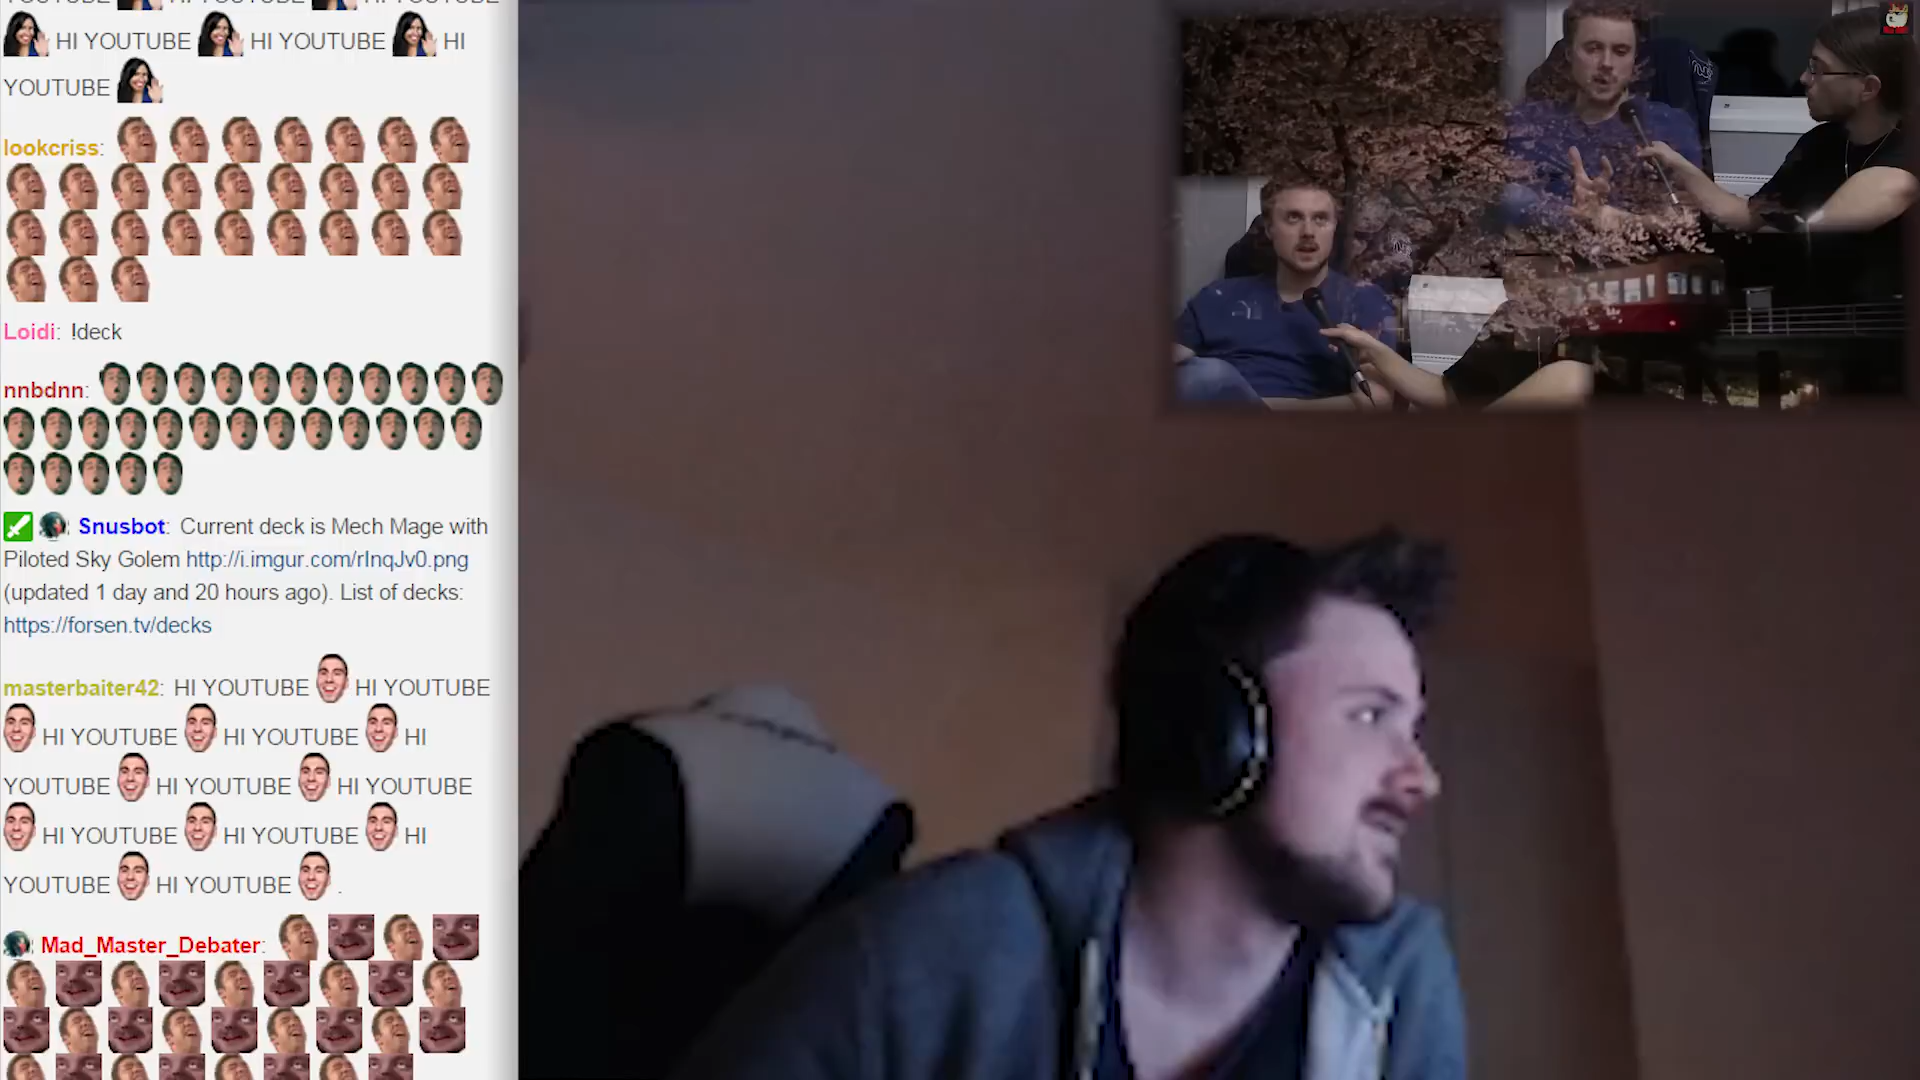 HI YOUTUBE HI YOUTUBE HI
YOUTUBE
lookcriss:
Loidi: !deck
nnbdnn:
Snusbot: Current deck is Mech Mage with
Piloted Sky Golem http://i.imgur.com/rInqJv0.png
(updated 1 day and 20 hours ago). List of decks:
https://forsen.tv/decks
masterbaiter42: HI YOUTUBE HI YOUTUBE
HI YOUTUBE HI YOUTUBE HI
YOUTUBE HI YOUTUBE HI YOUTUBE
HI YOUTUBE HI YOUTUBE HI
YOUTUBE HI YOUTUBE .
Mad_Master_Debater: